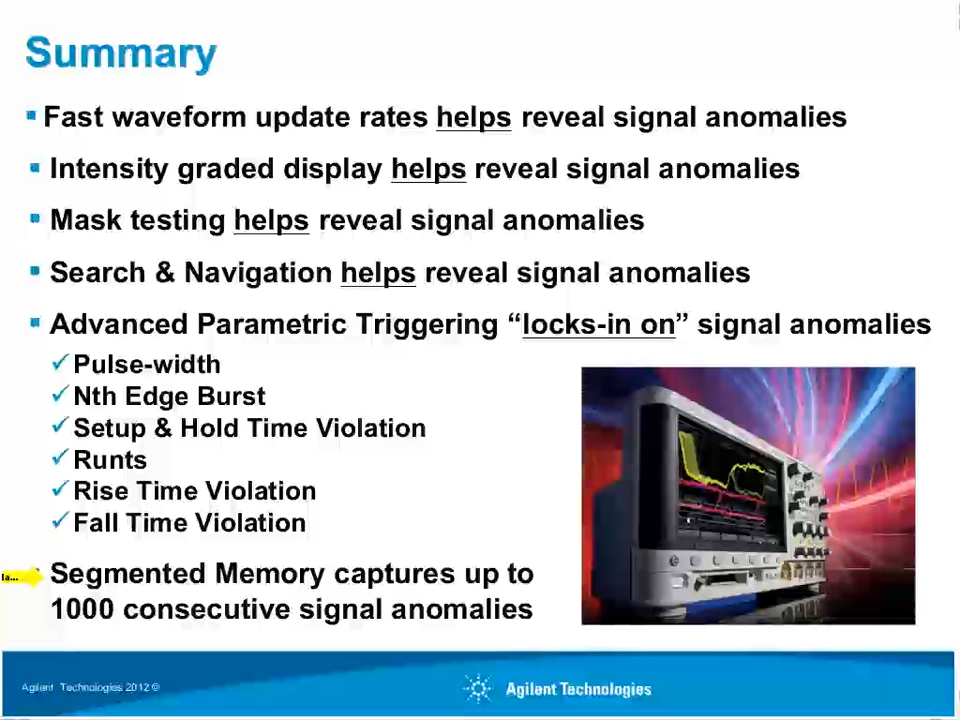 Summary
Fast waveform update rates helps reveal signal anomalies
Intensity graded display helps reveal signal anomalies
Mask testing helps reveal signal anomalies
Search & Navigation helps reveal signal anomalies
Advanced Parametric Triggering “locks-in on” signal anomalies
Pulse-width
Nth Edge Burst
Setup & Hold Time Violation
Runts
Rise Time Violation
Fall Time Violation
Segmented Memory captures up to
1000 consecutive signal anomalies
Agilent Technologies 2012 ©
Agilent Technologies